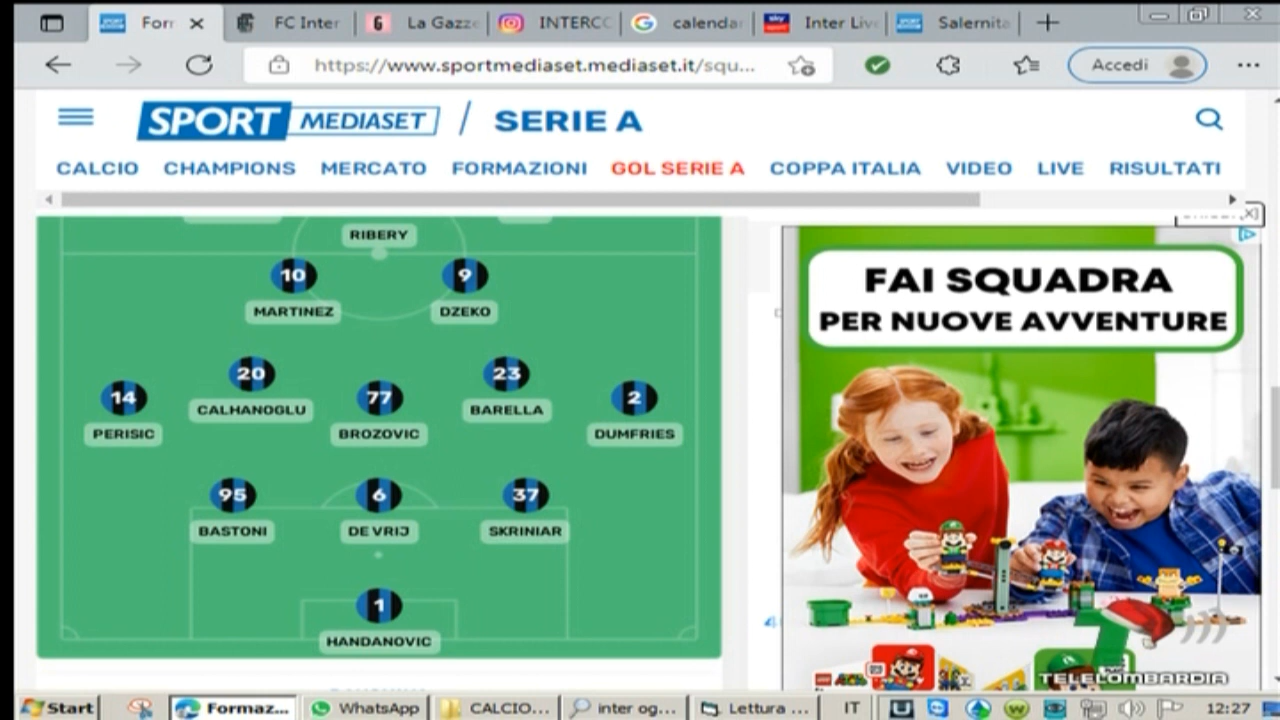 Forr
FC Inter
G
La Gazze
INTERCC
G
calendar
sky sport
Inter Live
Salernita
https://www.sportmediaset.mediaset.it/squ...
Accedi
SPORT MEDIASET / SERIE A
CALCIO CHAMPIONS MERCATO FORMAZIONI GOL SERIE A COPPA ITALIA VIDEO LIVE RISULTATI
RIBERY
10 9
MARTINEZ DZEKO
20 23
14 77 2
CALHANOGLU BARELLA
PERISIC BROZOVIC DUMFRIES
95 6 37
BASTONI DE VRIJ SKRINIAR
1
HANDANOVIC
FAI SQUADRA
PER NUOVE AVVENTURE
TELELOMBARDIA
Start Formaz... WhatsApp CALCIO... inter og... Lettura ... IT 12:27